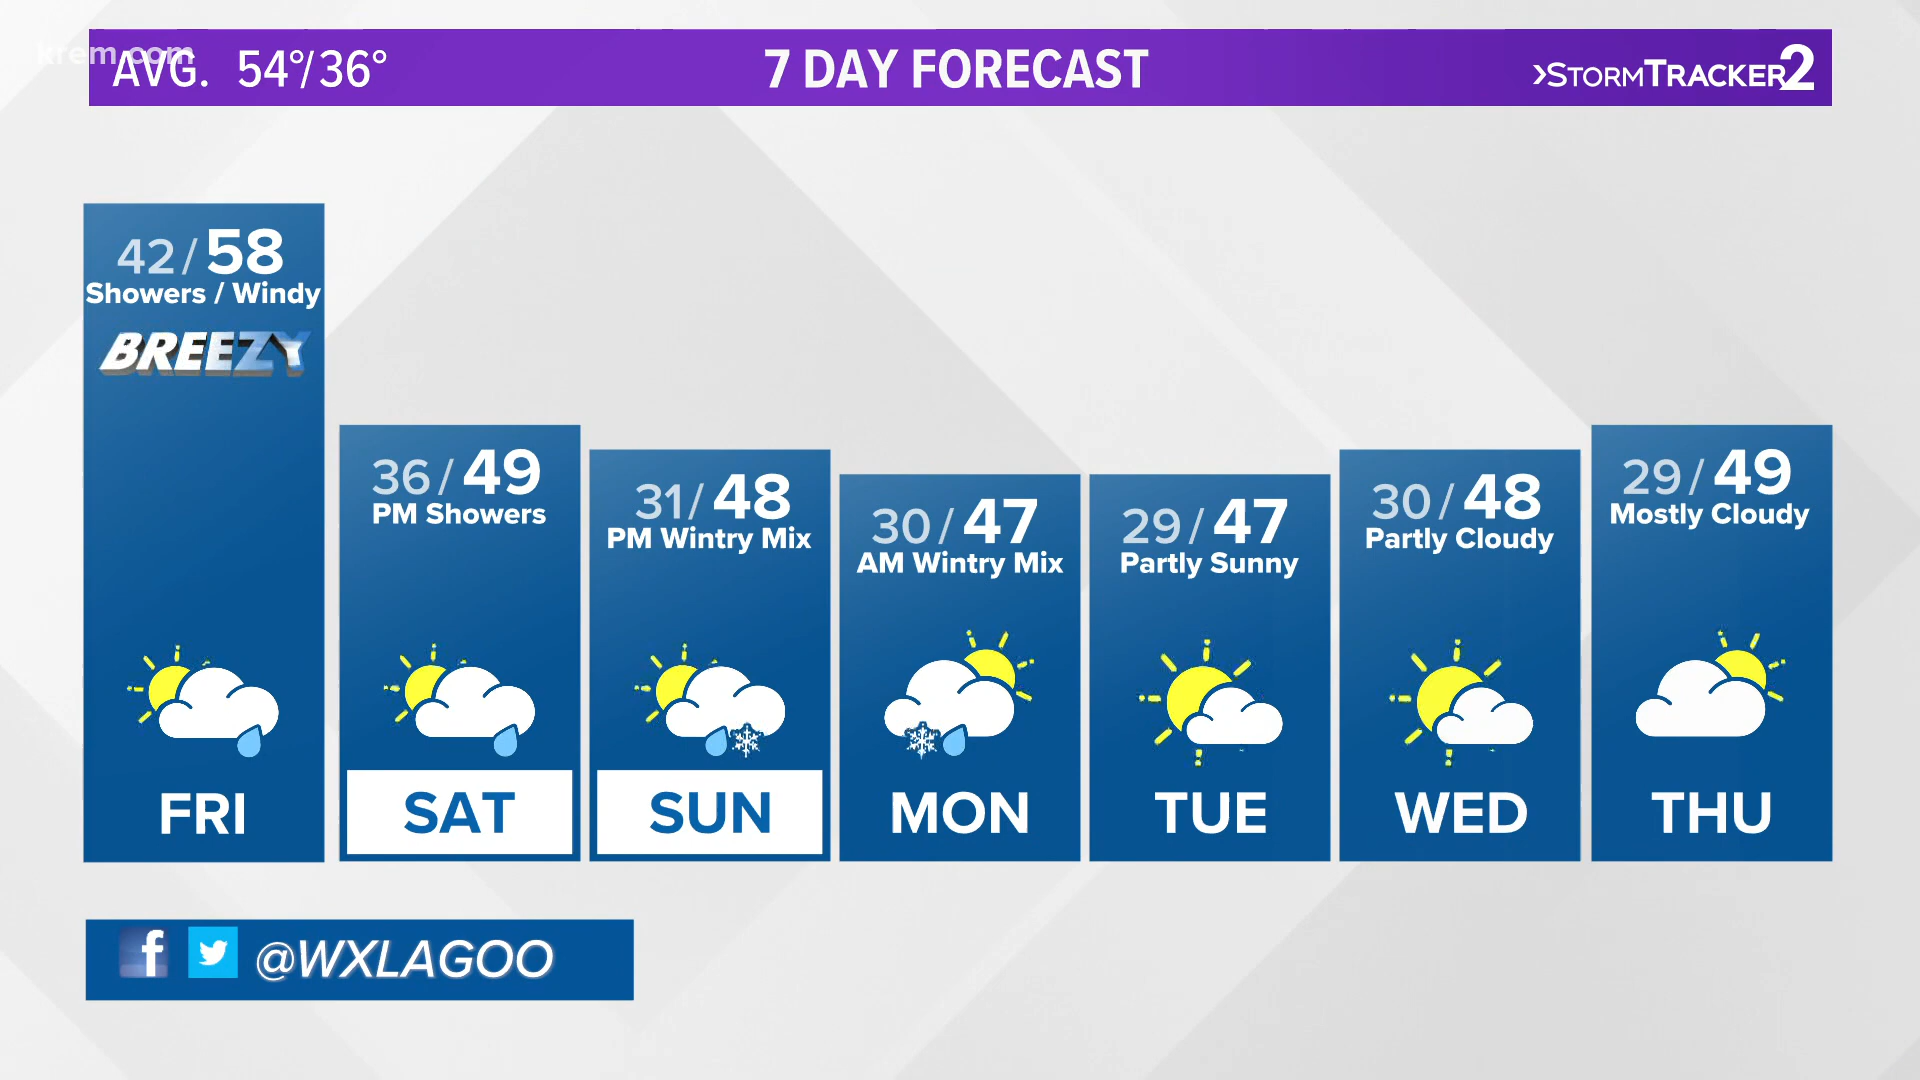 krem.com
AVG. 54°/36°
7 DAY FORECAST
›STORMTRACKER2
42/58
Showers / Windy
BREEZY
FRI
36/49
PM Showers
SAT
31/48
PM Wintry Mix
SUN
30/47
AM Wintry Mix
MON
29/47
Partly Sunny
TUE
30/48
Partly Cloudy
WED
29/49
Mostly Cloudy
THU
f @WXLAGOO